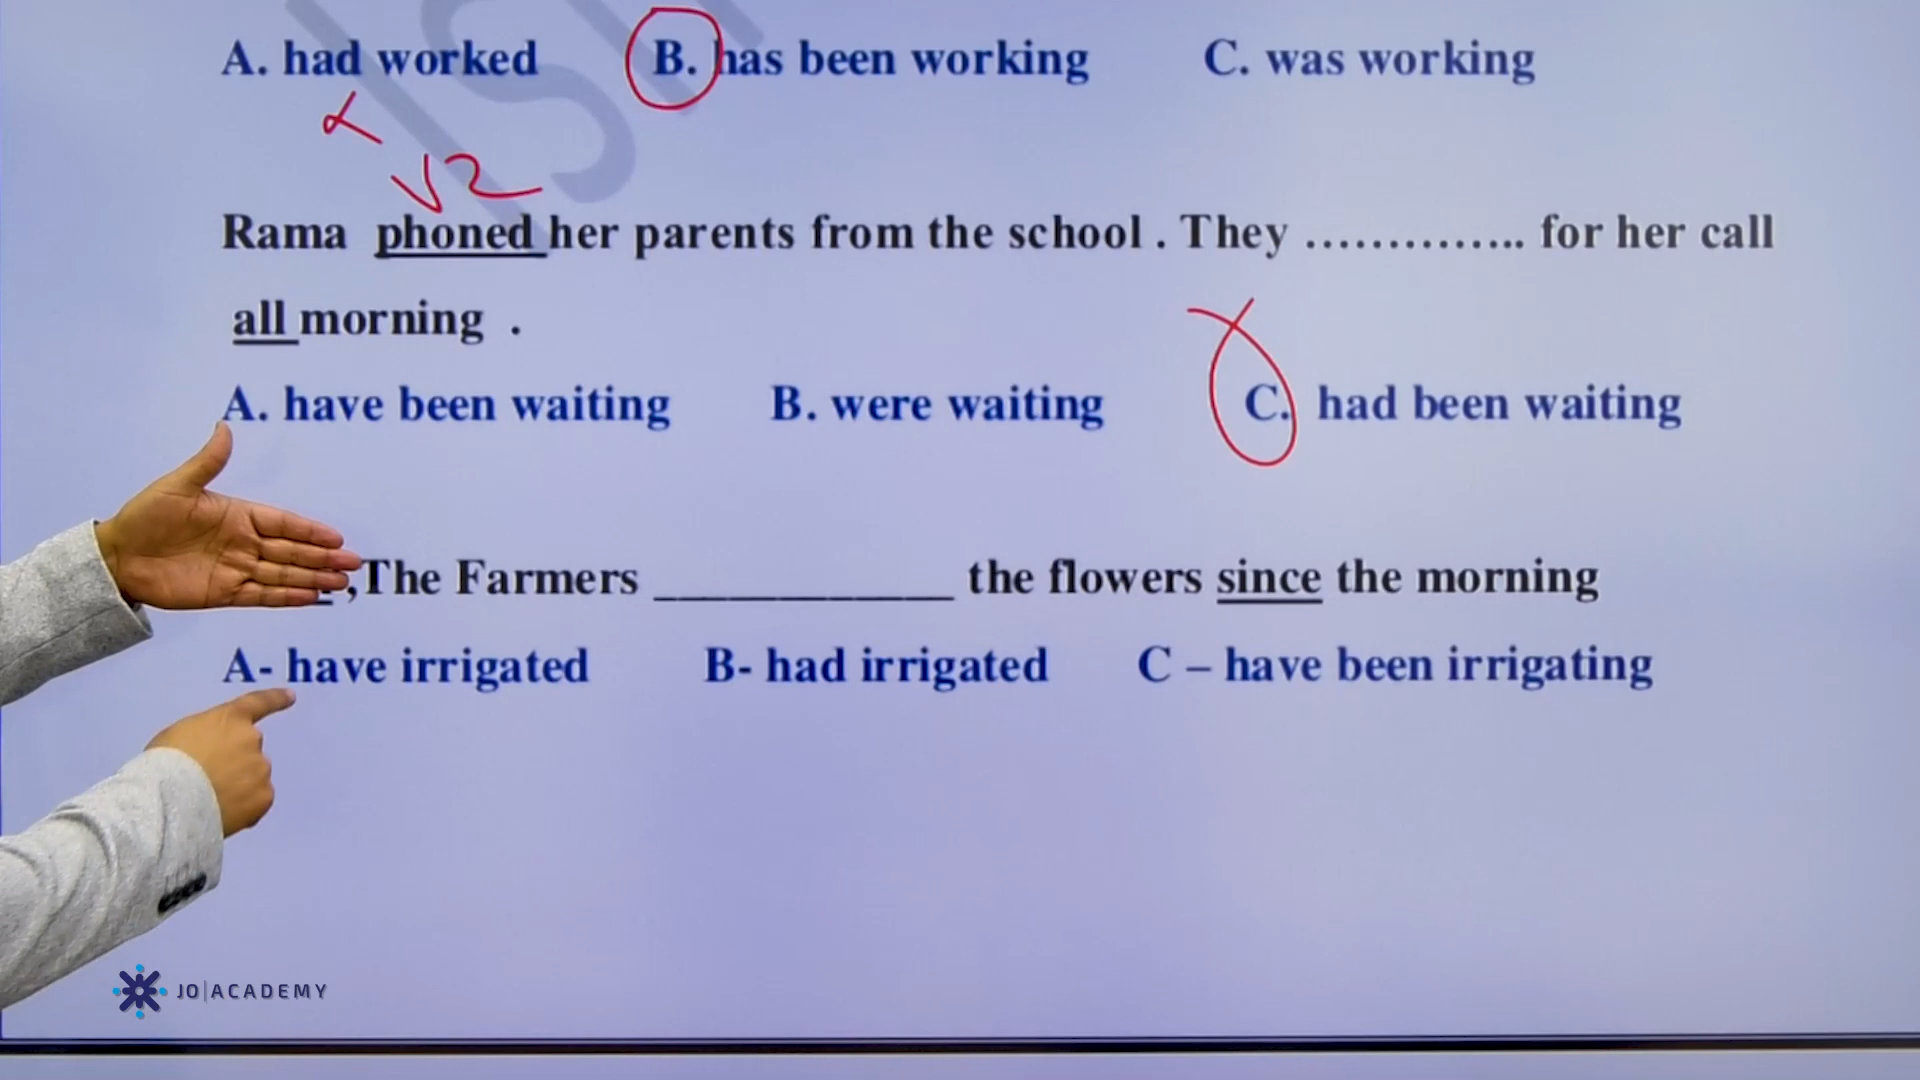 A. had worked B. has been working C. was working
V2
Rama phoned her parents from the school . They .............. for her call
all morning .
A. have been waiting B. were waiting C. had been waiting
,The Farmers ____________ the flowers since the morning
A- have irrigated B- had irrigated C – have been irrigating
JO|ACADEMY